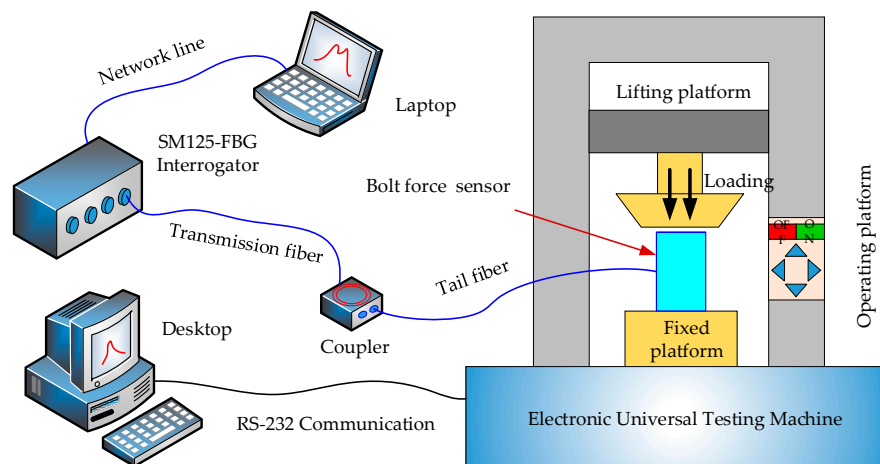 Network line
Laptop
SM125-FBG
Interrogator
Transmission fiber
Coupler
Tail fiber
Bolt force sensor
Lifting platform
Loading
OF
F
O
N
Operating platform
Fixed
platform
Desktop
RS-232 Communication
Electronic Universal Testing Machine